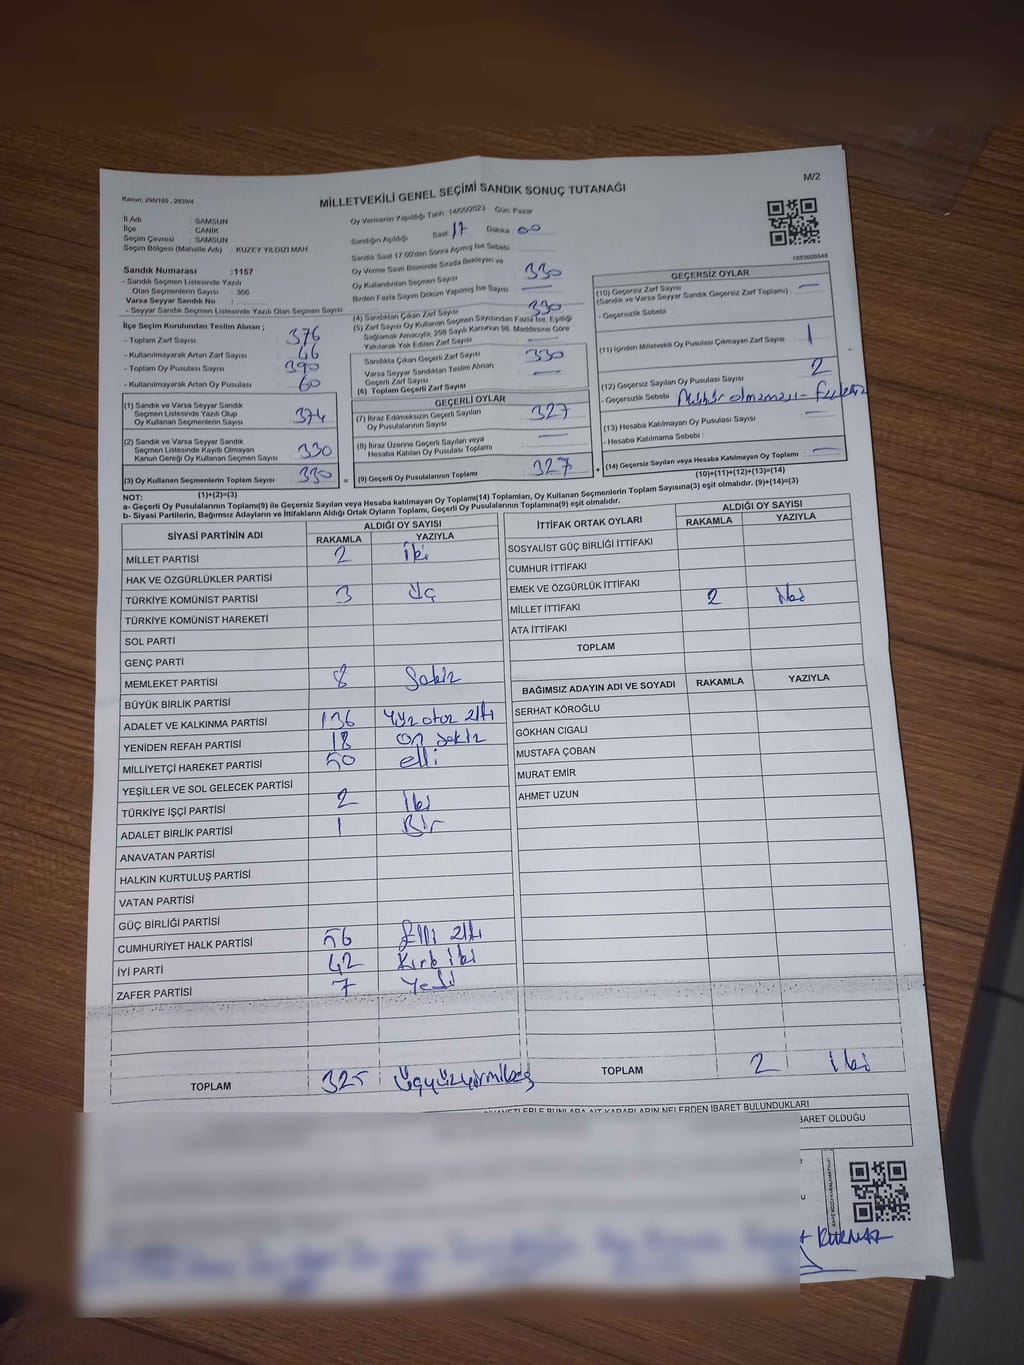 M/2
Kanun; 298/105 , 2839/4
MİLLETVEKİLİ GENEL SEÇİMİ SANDIK SONUÇ TUTANAĞI
İl Adı : SAMSUN
İlçe : CANİK
Seçim Çevresi : SAMSUN
Seçim Bölgesi (Mahalle Adı) : KUZEY YILDIZI MAH
Sandık Numarası :1157
- Sandık Seçmen Listesinde Yazılı
Olan Seçmenlerin Sayısı : 366
Varsa Seyyar Sandık No :
- Seyyar Sandık Seçmen Listesinde Yazılı Olan Seçmen Sayısı
Oy Vermenin Yapıldığı Tarih : 14/05/2023 Gün: Pazar
Sandığın Açıldığı Saat : 17 Dakika : 00
Sandık Saat 17.00'den Sonra Açılmış İse Sebebi :
Oy Verme Saati Bitiminde Sırada Bekleyen ve
Oy Kullandırılan Seçmen Sayısı : 330
Birden Fazla Sayım Döküm Yapılmış İse Sayısı : —
1083009548
İlçe Seçim Kurulundan Teslim Alınan ;
- Toplam Zarf Sayısı : 376
- Kullanılmayarak Artan Zarf Sayısı : 46
- Toplam Oy Pusulası Sayısı : 390
- Kullanılmayarak Artan Oy Pusulası : 60
(1) Sandık ve Varsa Seyyar Sandık
Seçmen Listesinde Yazılı Olup
Oy Kullanan Seçmenlerin Sayısı : 374
(2) Sandık ve Varsa Seyyar Sandık
Seçmen Listesinde Kayıtlı Olmayan
Kanun Gereği Oy Kullanan Seçmen Sayısı : 330
(3) Oy Kullanan Seçmenlerin Toplam Sayısı : 330
(4) Sandıktan Çıkan Zarf Sayısı : 330
(5) Zarf Sayısı Oy Kullanan Seçmen Sayısından Fazla İse, Eşitliği
Sağlamak Amacıyla; 298 Sayılı Kanunun 98. Maddesine Göre
Yakılarak Yok Edilen Zarf Sayısı : —
Sandıkta Çıkan Geçerli Zarf Sayısı : 330
Varsa Seyyar Sandıktan Teslim Alınan
Geçerli Zarf Sayısı : —
(6) Toplam Geçerli Zarf Sayısı
GEÇERLİ OYLAR
(7) İtiraz Edilmeksizin Geçerli Sayılan
Oy Pusulalarının Sayısı : 327
(8) İtiraz Üzerine Geçerli Sayılan veya
Hesaba Katılan Oy Pusulası Toplamı : —
= (9) Geçerli Oy Pusulalarının Toplamı : 327 +
GEÇERSİZ OYLAR
(10) Geçersiz Zarf Sayısı : —
(Sandık ve Varsa Seyyar Sandık Geçersiz Zarf Toplamı)
- Geçersizlik Sebebi :
(11) İçinden Milletvekili Oy Pusulası Çıkmayan Zarf Sayısı : 1
(12) Geçersiz Sayılan Oy Pusulası Sayısı : 2
- Geçersizlik Sebebi : Mühür olmaması -
(13) Hesaba Katılmayan Oy Pusulası Sayısı : —
- Hesaba Katılmama Sebebi :
(14) Geçersiz Sayılan veya Hesaba Katılmayan Oy Toplamı : —
(10)+(11)+(12)+(13)=(14)
NOT: (1)+(2)=(3)
a- Geçerli Oy Pusulalarının Toplamı(9) ile Geçersiz Sayılan veya Hesaba katılmayan Oy Toplamı(14) Toplamları, Oy Kullanan Seçmenlerin Toplam Sayısına(3) eşit olmalıdır. (9)+(14)=(3)
b- Siyasi Partilerin, Bağımsız Adayların ve İttifakların Aldığı Ortak Oyların Toplamı, Geçerli Oy Pusulalarının Toplamına(9) eşit olmalıdır.
SİYASİ PARTİNİN ADI ALDIĞI OY SAYISI
RAKAMLA YAZIYLA
MİLLET PARTİSİ 2 iki
HAK VE ÖZGÜRLÜKLER PARTİSİ
TÜRKİYE KOMÜNİST PARTİSİ 3 üç
TÜRKİYE KOMÜNİST HAREKETİ
SOL PARTİ
GENÇ PARTİ
MEMLEKET PARTİSİ 8 Sekiz
BÜYÜK BİRLİK PARTİSİ
ADALET VE KALKINMA PARTİSİ 136 Yüz otuz altı
YENİDEN REFAH PARTİSİ 18 on sekiz
MİLLİYETÇİ HAREKET PARTİSİ 50 elli
YEŞİLLER VE SOL GELECEK PARTİSİ
TÜRKİYE İŞÇİ PARTİSİ 2 iki
ADALET BİRLİK PARTİSİ 1 Bir
ANAVATAN PARTİSİ
HALKIN KURTULUŞ PARTİSİ
VATAN PARTİSİ
GÜÇ BİRLİĞİ PARTİSİ
CUMHURİYET HALK PARTİSİ 56 Elli altı
İYİ PARTİ 42 Kırk iki
ZAFER PARTİSİ 7 Yedi
TOPLAM 325 Üçyüzyirmibeş
İTTİFAK ORTAK OYLARI ALDIĞI OY SAYISI
RAKAMLA YAZIYLA
SOSYALİST GÜÇ BİRLİĞİ İTTİFAKI
CUMHUR İTTİFAKI
EMEK VE ÖZGÜRLÜK İTTİFAKI
MİLLET İTTİFAKI 2 iki
ATA İTTİFAKI
TOPLAM
BAĞIMSIZ ADAYIN ADI VE SOYADI RAKAMLA YAZIYLA
SERHAT KÖROĞLU
GÖKHAN CIGALI
MUSTAFA ÇOBAN
MURAT EMİR
AHMET UZUN
TOPLAM 2 iki
BUNLARA AİT KARARLARIN NELERDEN İBARET BULUNDUKLARI
BARET OLDUĞU